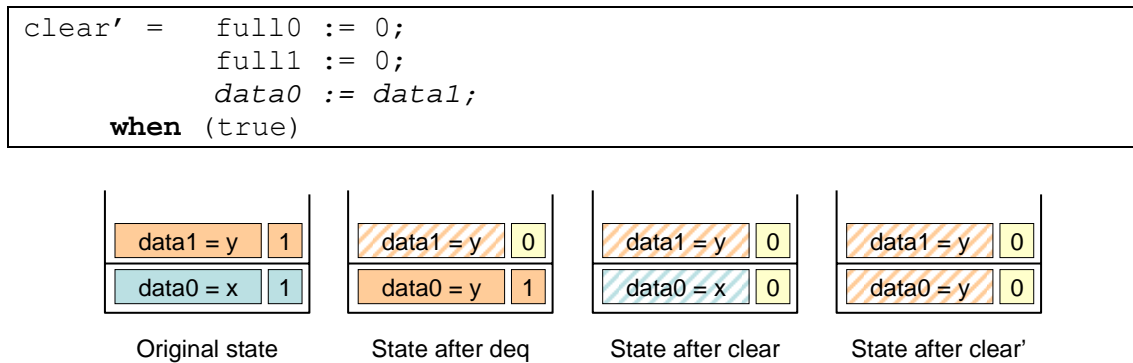 clear’ = full0 := 0;
full1 := 0;
data0 := data1;
when (true)
data1 = y 1 data1 = y 0 data1 = y 0 data1 = y 0
data0 = x 1 data0 = y 1 data0 = x 0 data0 = y 0
Original state State after deq State after clear State after clear’